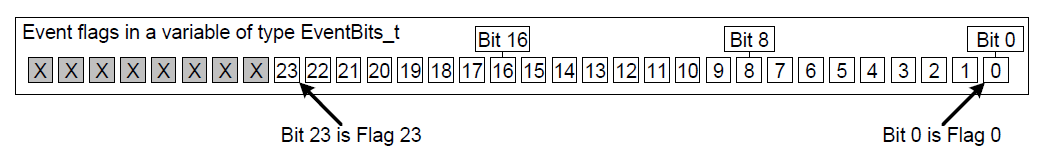 Event flags in a variable of type EventBits_t
Bit 16
Bit 8
Bit 0
X X X X X X X X 23 22 21 20 19 18 17 16 15 14 13 12 11 10 9 8 7 6 5 4 3 2 1 0
Bit 23 is Flag 23
Bit 0 is Flag 0